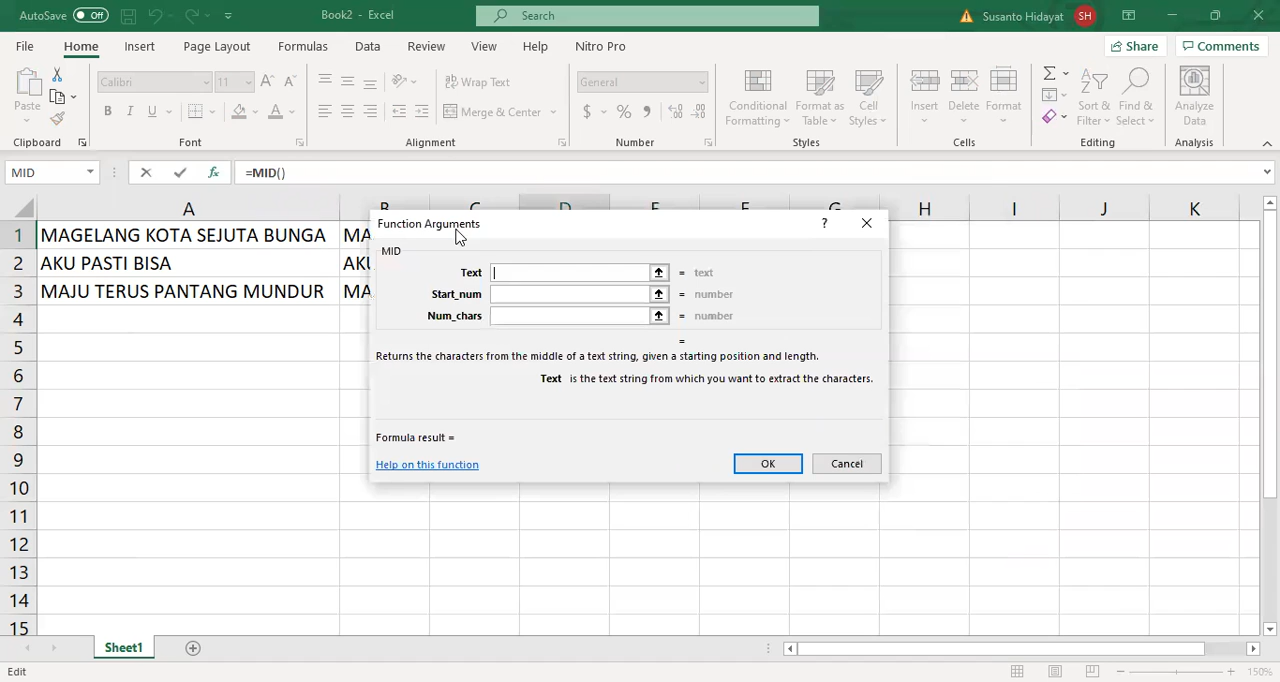 AutoSave Off Book2 - Excel Search Susanto Hidayat SH
File Home Insert Page Layout Formulas Data Review View Help Nitro Pro Share Comments
Calibri 11 Wrap Text General
Paste B I U Merge & Center $ % Conditional Formatting Format as Table Cell Styles Insert Delete Format Sort & Filter Find & Select Analyze Data
Clipboard Font Alignment Number Styles Cells Editing Analysis
MID fx =MID()
A B C D E F G H I J K
1 MAGELANG KOTA SEJUTA BUNGA MA
2 AKU PASTI BISA AKU
3 MAJU TERUS PANTANG MUNDUR MA
4
5
6
7
8
9
10
11
12
13
14
15
Function Arguments ?
MID
Text = text
Start_num = number
Num_chars = number
=
Returns the characters from the middle of a text string, given a starting position and length.
Text is the text string from which you want to extract the characters.
Formula result =
Help on this function OK Cancel
Sheet1
Edit 150%